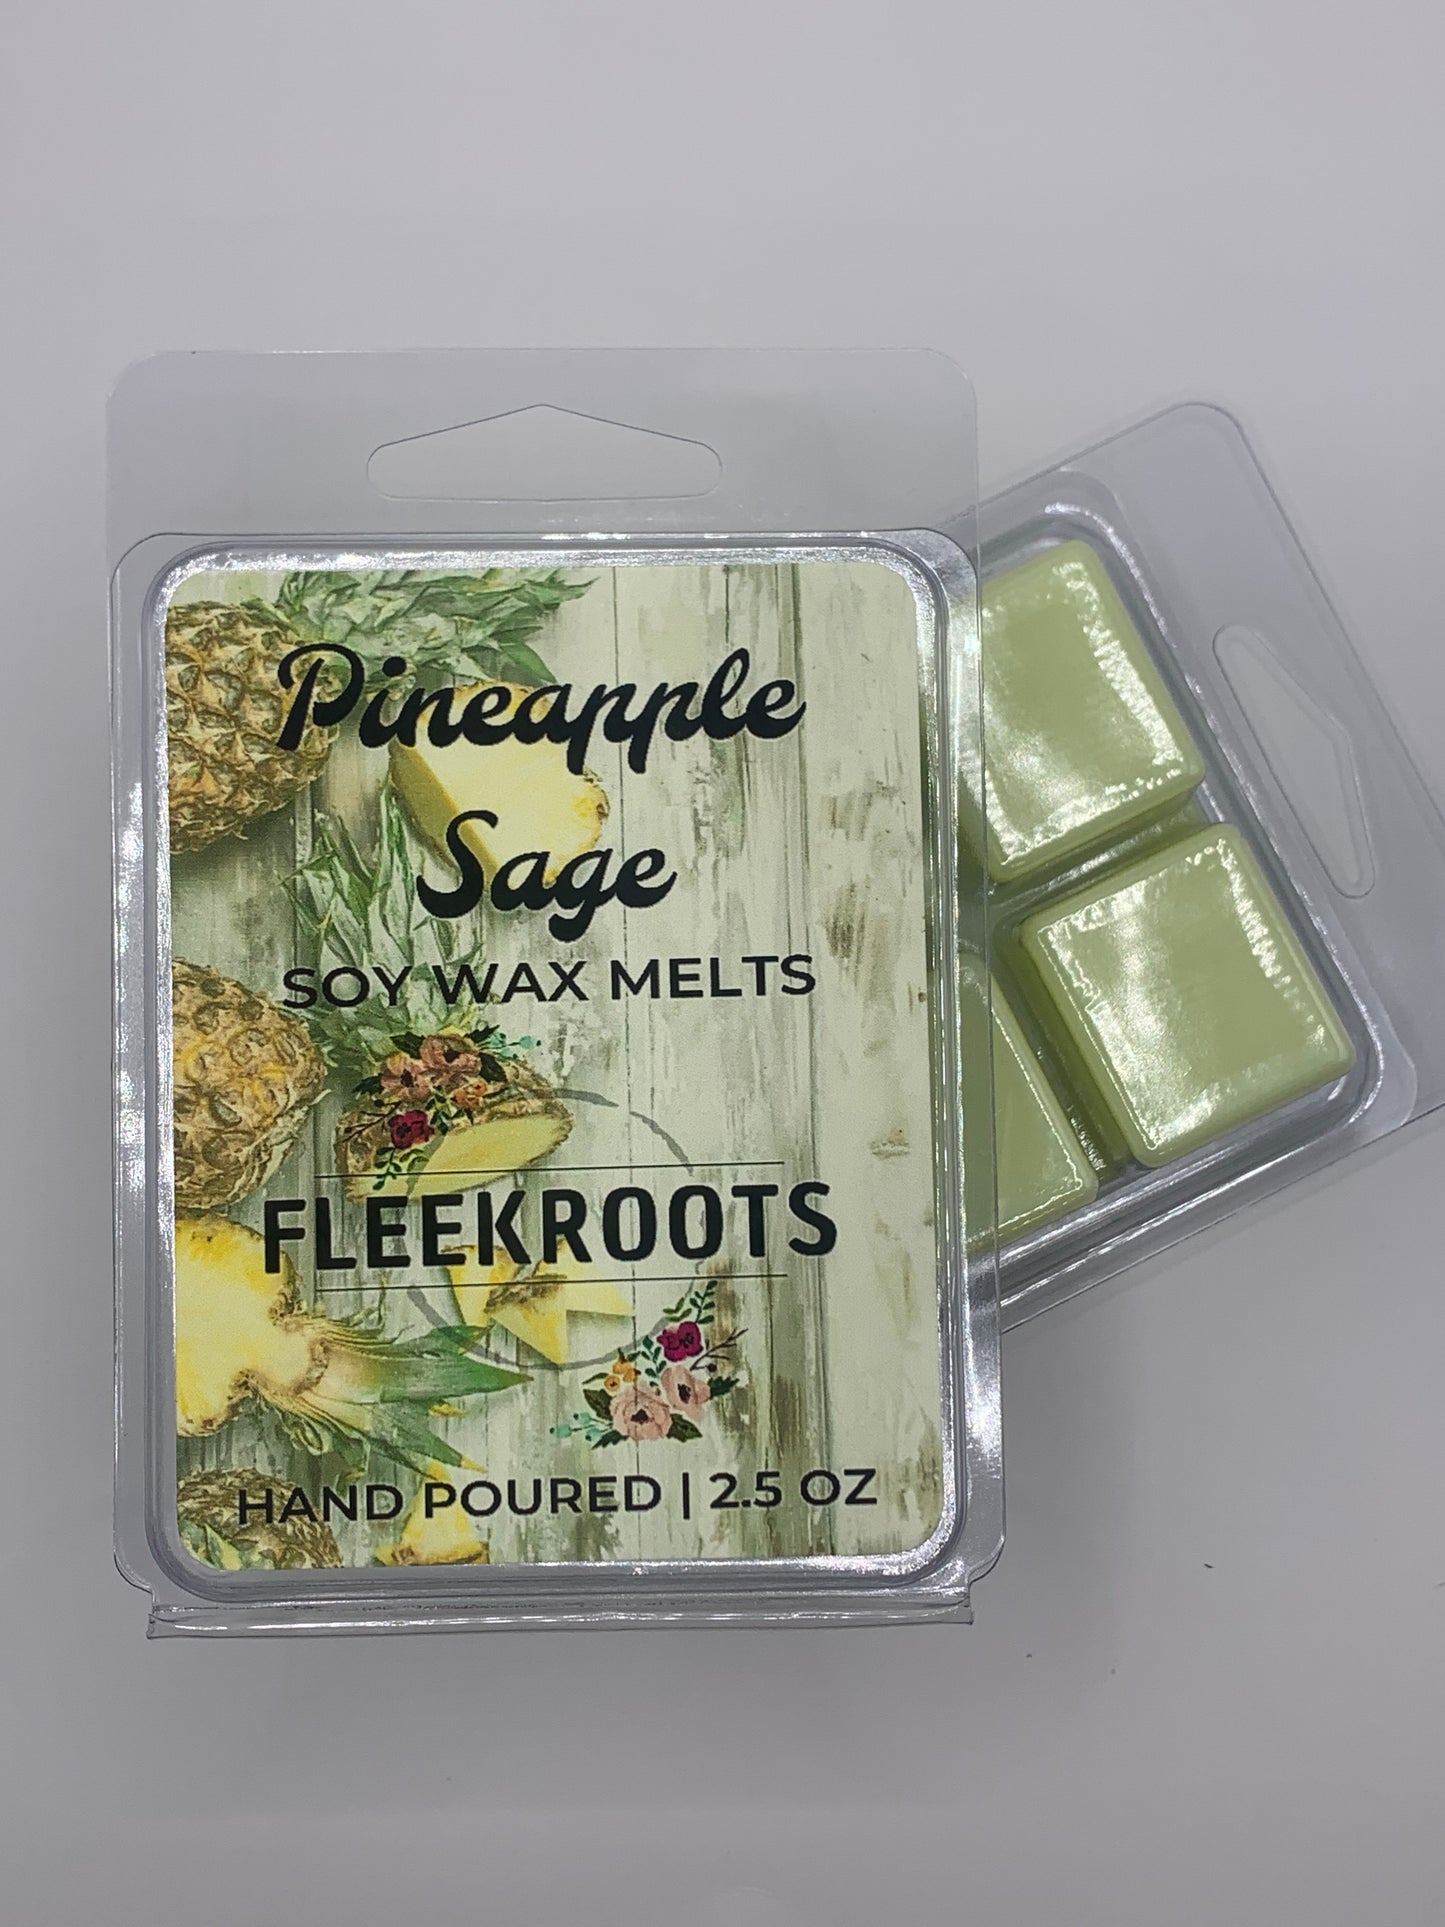 Pineapple
Sage
SOY WAX MELTS
FLEEKROOTS
HAND POURED | 2.5 OZ